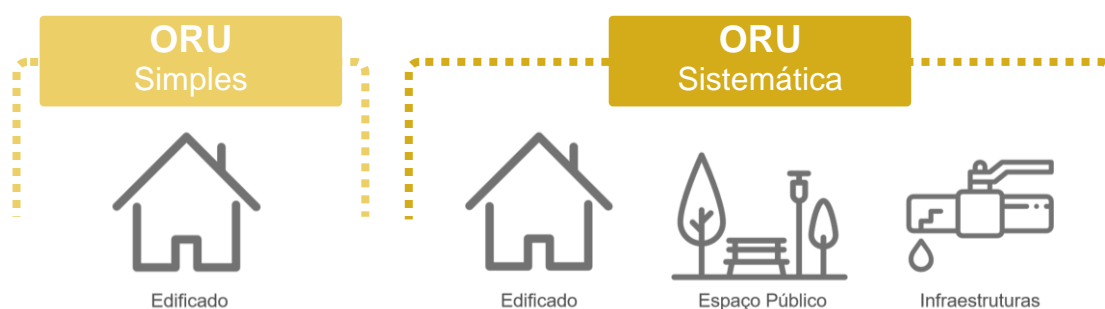 ORU
Simples
ORU
Sistemática
Edificado
Edificado
Espaço Público
Infraestruturas